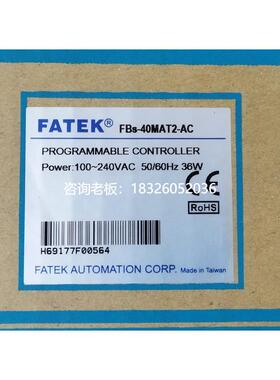 FATEK® FBs-40MAT2-AC
PROGRAMMABLE CONTROLLER
Power:100~240VAC 50/60Hz 36W
咨询老板：18326052036
CE
RoHS
H69177F00564
FATEK AUTOMATION CORP. Made in Taiwan